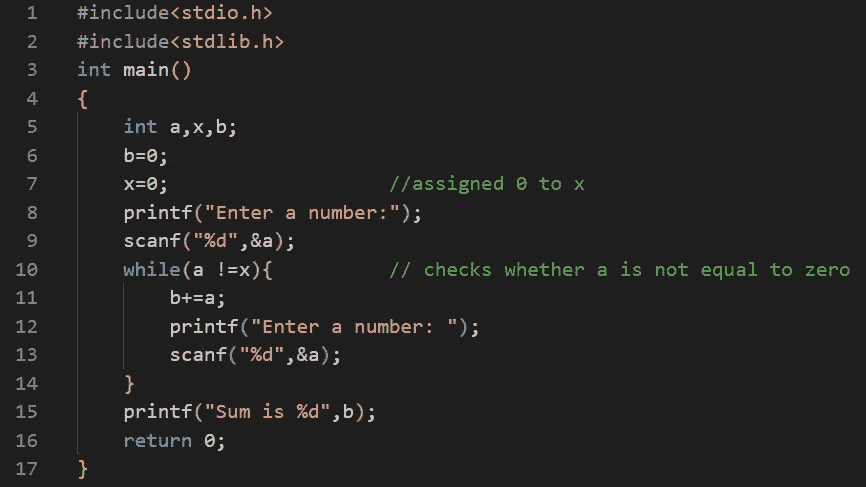 1 #include<stdio.h>
2 #include<stdlib.h>
3 int main()
4 {
5 int a,x,b;
6 b=0;
7 x=0; //assigned 0 to x
8 printf("Enter a number:");
9 scanf("%d",&a);
10 while(a !=x){ // checks whether a is not equal to zero
11 b+=a;
12 printf("Enter a number: ");
13 scanf("%d",&a);
14 }
15 printf("Sum is %d",b);
16 return 0;
17 }